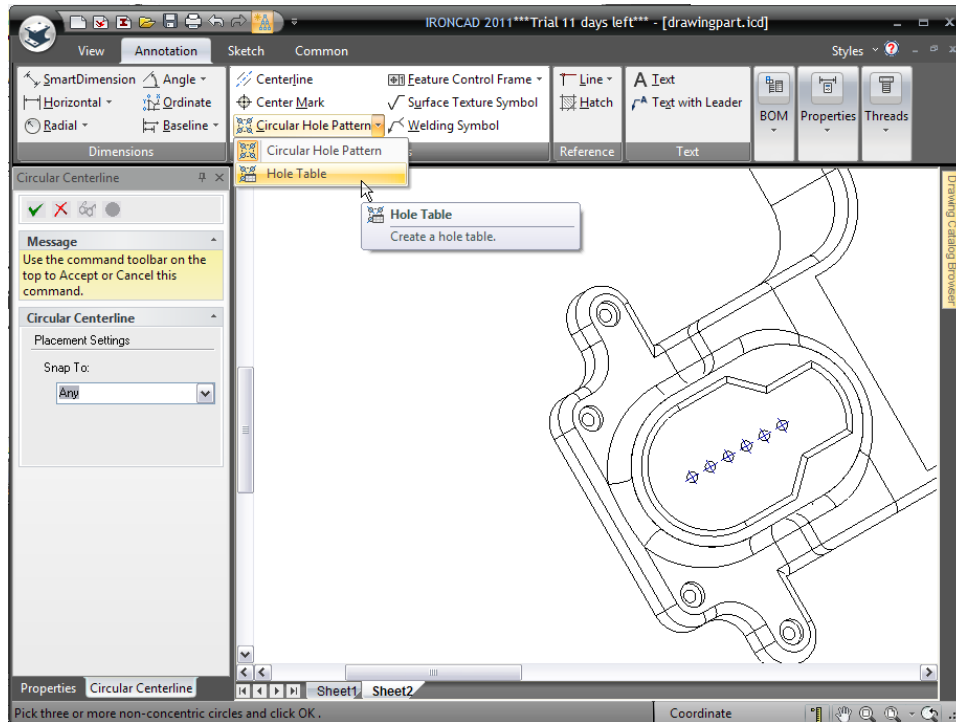 IRONCAD 2011***Trial 11 days left*** - [drawingpart.icd]
View Annotation Sketch Common Styles
SmartDimension Angle Centerline Feature Control Frame Line Text
Horizontal Ordinate Center Mark Surface Texture Symbol Hatch Text with Leader
Radial Baseline Circular Hole Pattern Welding Symbol BOM Properties Threads
Dimensions Reference Text
Circular Hole Pattern
Hole Table
Circular Centerline
Hole Table
Create a hole table.
Drawing Catalog Browser
Message
Use the command toolbar on the
top to Accept or Cancel this
command.
Circular Centerline
Placement Settings
Snap To:
Any
Properties Circular Centerline Sheet1 Sheet2
Pick three or more non-concentric circles and click OK . Coordinate